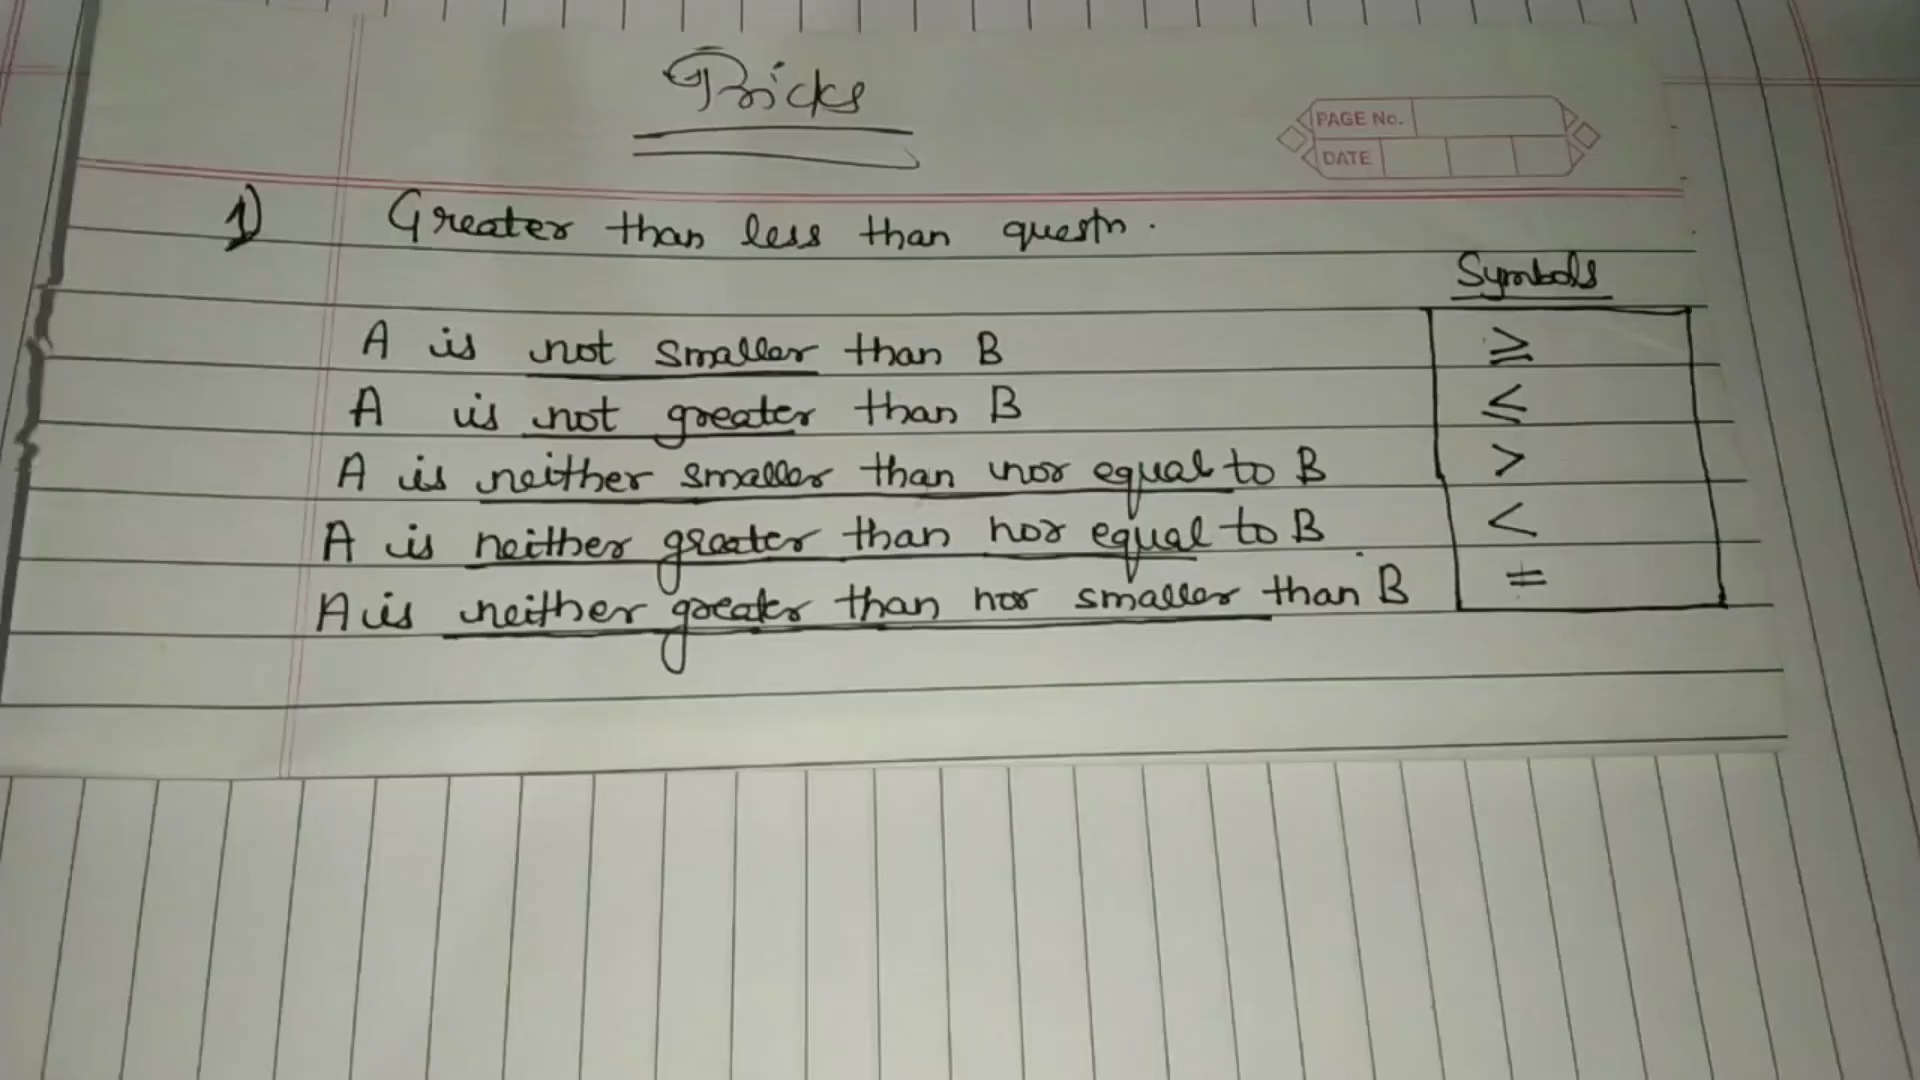 Tricks
PAGE No.
DATE
1) Greater than less than questn.
Symbols
A is not smaller than B ≥
A is not greater than B ≤
A is neither smaller than nor equal to B >
A is neither greater than nor equal to B <
A is neither greater than nor smaller than B =